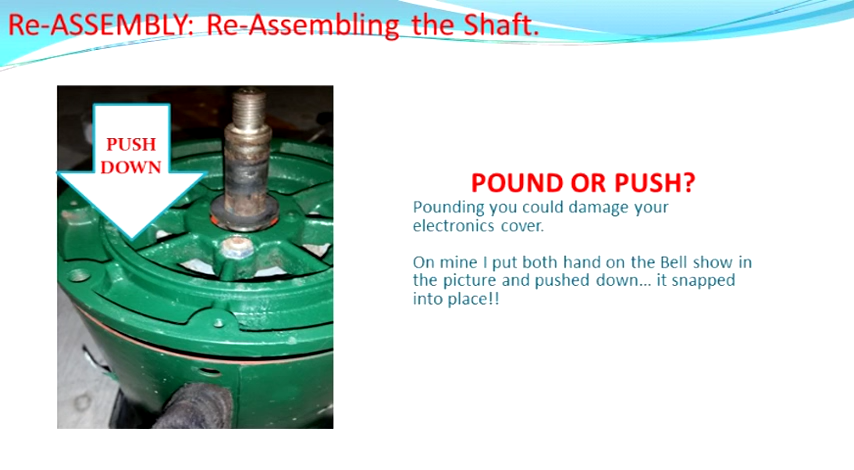 Re-ASSEMBLY: Re-Assembling the Shaft.
PUSH
DOWN
POUND OR PUSH?
Pounding you could damage your
electronics cover.
On mine I put both hand on the Bell show in
the picture and pushed down... it snapped
into place!!